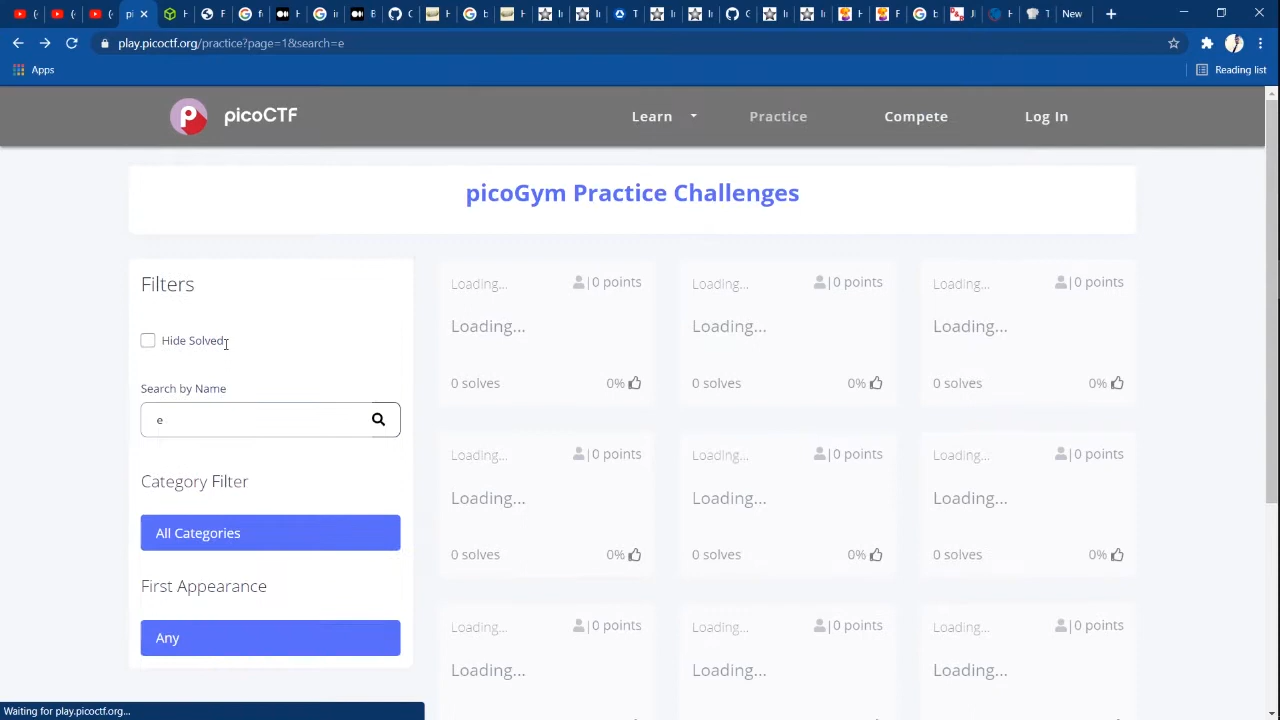 play.picoctf.org/practice?page=1&search=e
New
Apps
Reading list
picoCTF
Learn
Practice
Compete
Log In
picoGym Practice Challenges
Filters
Hide Solved
Search by Name
e
Category Filter
All Categories
First Appearance
Any
Loading... | 0 points
Loading...
0 solves 0%
Loading... | 0 points
Loading...
0 solves 0%
Loading... | 0 points
Loading...
0 solves 0%
Loading... | 0 points
Loading...
0 solves 0%
Loading... | 0 points
Loading...
0 solves 0%
Loading... | 0 points
Loading...
0 solves 0%
Loading... | 0 points
Loading...
Loading... | 0 points
Loading...
Loading... | 0 points
Loading...
Waiting for play.picoctf.org...